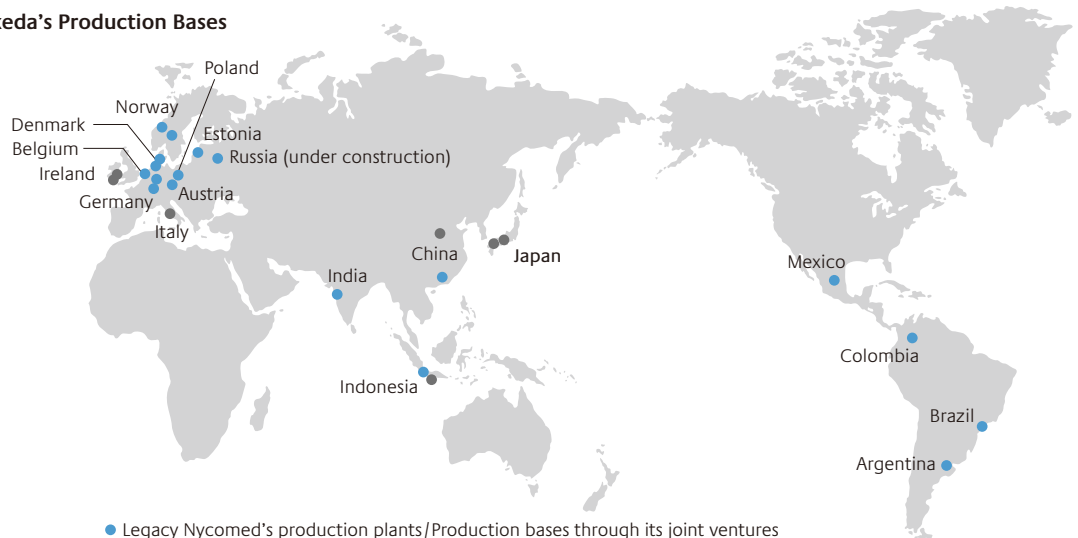 keda's Production Bases
Poland
Norway
Denmark
Estonia
Belgium
Russia (under construction)
Ireland
Austria
Germany
Italy
China
Japan
India
Mexico
Colombia
Indonesia
Brazil
Argentina
Legacy Nycomed's production plants/Production bases through its joint ventures